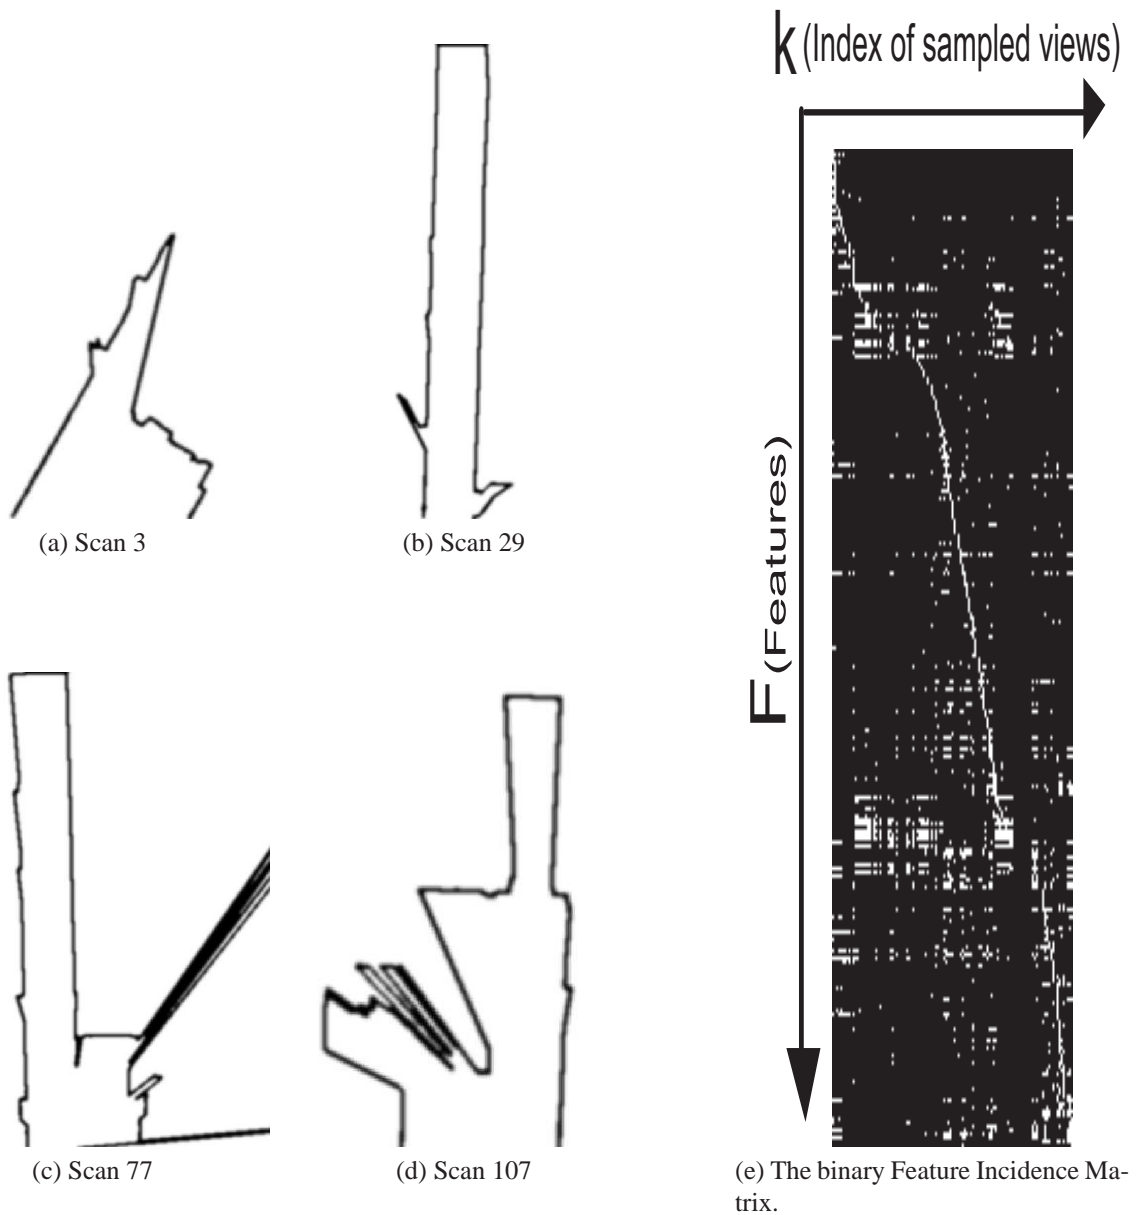 k (Index of sampled views)
F (Features)
(a) Scan 3
(b) Scan 29
(c) Scan 77
(d) Scan 107
(e) The binary Feature Incidence Ma-
trix.